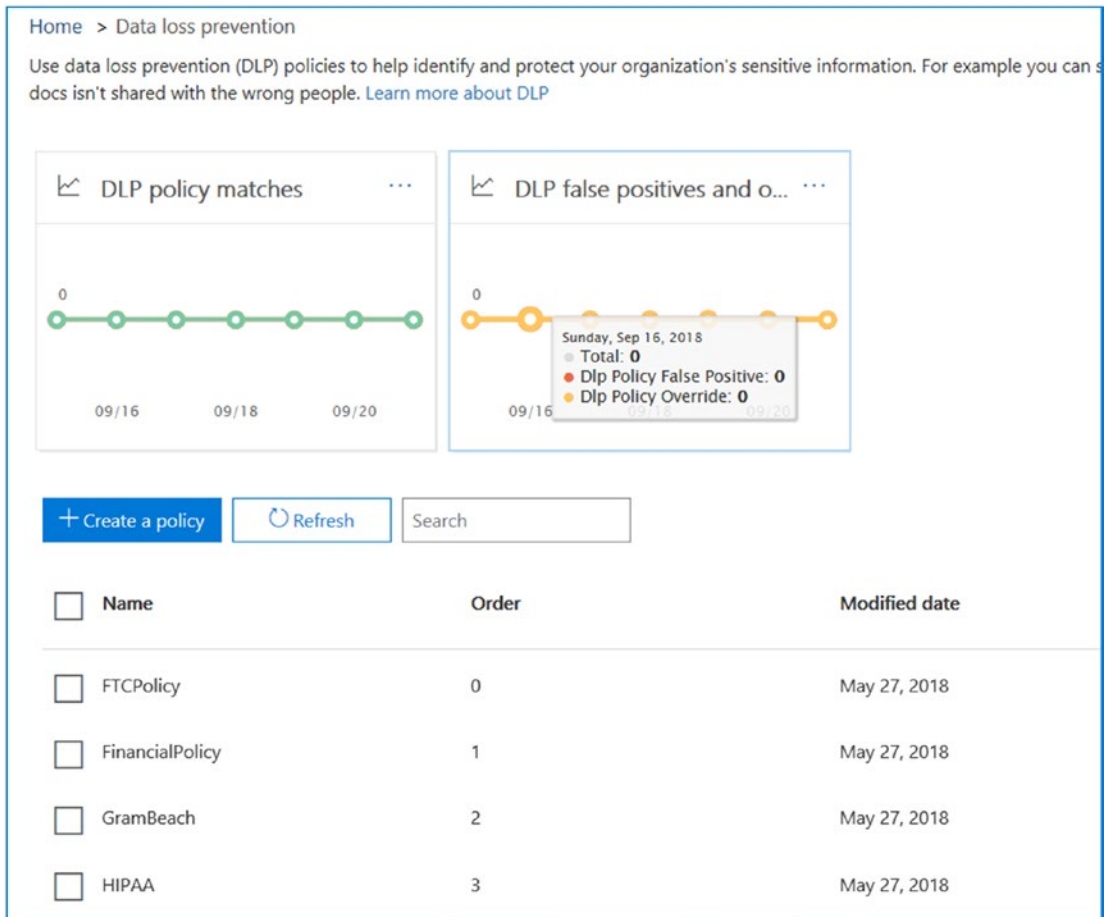 Home > Data loss prevention
Use data loss prevention (DLP) policies to help identify and protect your organization's sensitive information. For example you can s
docs isn't shared with the wrong people. Learn more about DLP
DLP policy matches ...
DLP false positives and o... ...
0
09/16 09/18 09/20
0
Sunday, Sep 16, 2018
Total: 0
Dlp Policy False Positive: 0
Dlp Policy Override: 0
09/16 09/18 09/20
+ Create a policy
Refresh
Search
Name Order Modified date
FTCPolicy 0 May 27, 2018
FinancialPolicy 1 May 27, 2018
GramBeach 2 May 27, 2018
HIPAA 3 May 27, 2018